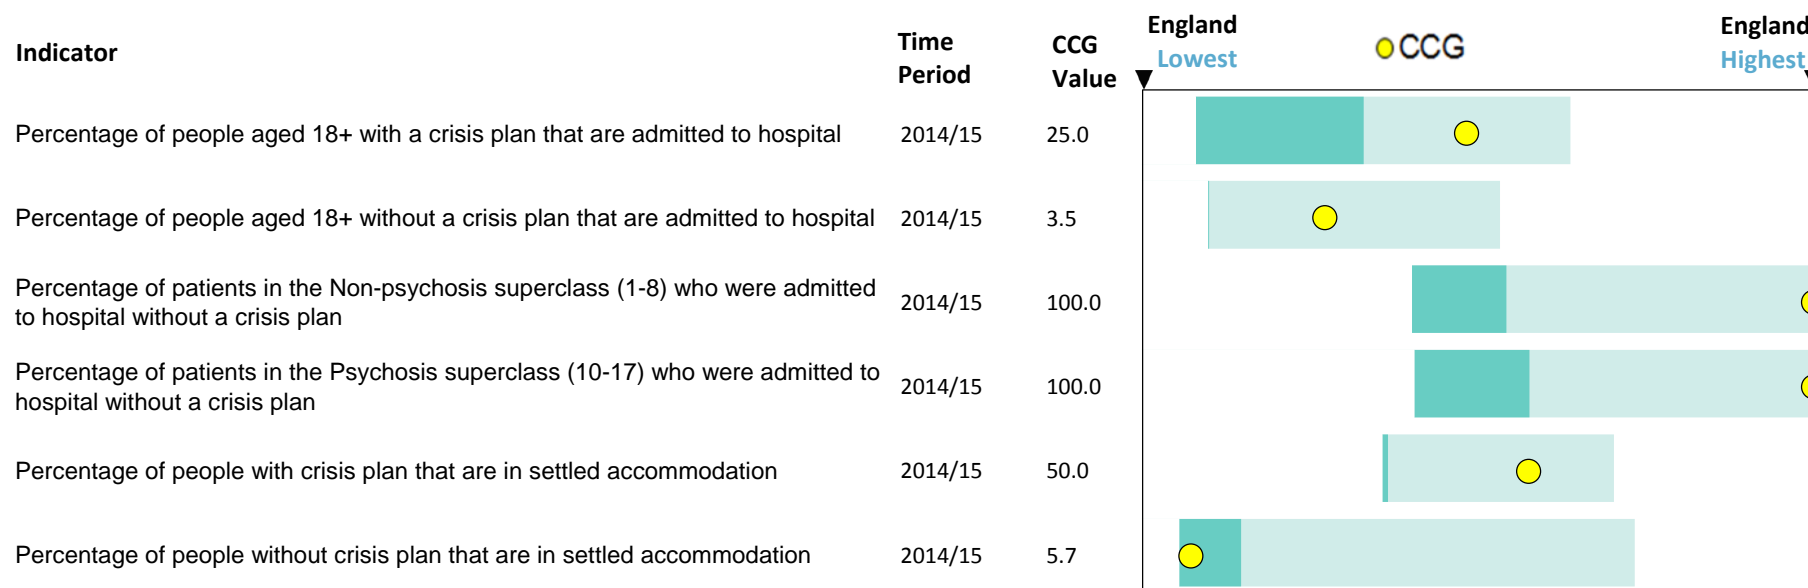 Indicator
Time Period
CCG Value
England Lowest
CCG
England Highest
Percentage of people aged 18+ with a crisis plan that are admitted to hospital 2014/15 25.0
Percentage of people aged 18+ without a crisis plan that are admitted to hospital 2014/15 3.5
Percentage of patients in the Non-psychosis superclass (1-8) who were admitted
to hospital without a crisis plan 2014/15 100.0
Percentage of patients in the Psychosis superclass (10-17) who were admitted to
hospital without a crisis plan 2014/15 100.0
Percentage of people with crisis plan that are in settled accommodation 2014/15 50.0
Percentage of people without crisis plan that are in settled accommodation 2014/15 5.7